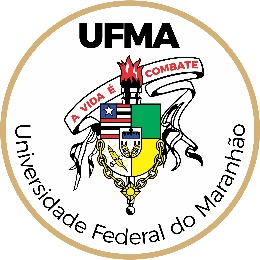 UFMA
A VIDA É COMBATE
Universidade Federal do Maranhão